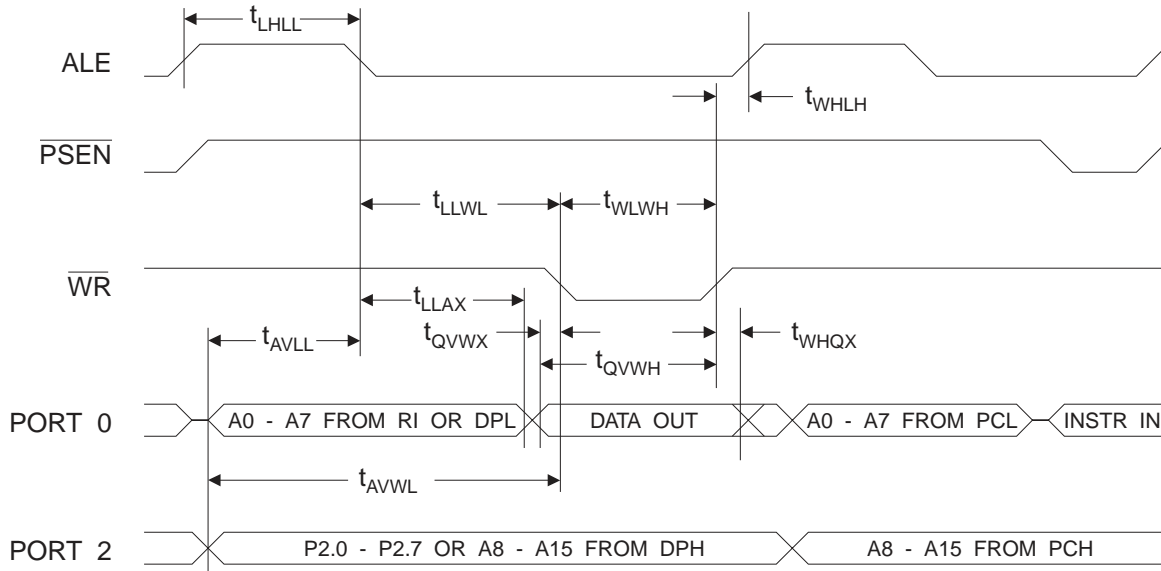 tLHLL
ALE
tWHLH
PSEN
tLLWL
tWLWH
WR
tLLAX
tQVWX
tWHQX
tAVLL
tQVWH
PORT 0
A0 - A7 FROM RI OR DPL
DATA OUT
A0 - A7 FROM PCL
INSTR IN
tAVWL
PORT 2
P2.0 - P2.7 OR A8 - A15 FROM DPH
A8 - A15 FROM PCH